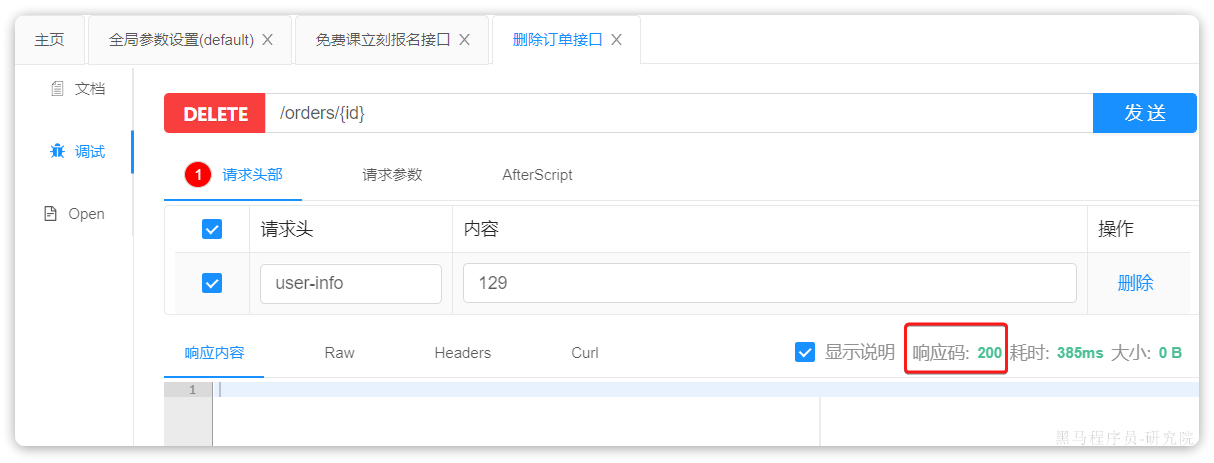 主页 全局参数设置(default) 免费课立刻报名接口 删除订单接口
文档
DELETE /orders/{id} 发 送
调试
1 请求头部 请求参数 AfterScript
Open
请求头 内容 操作
user-info 129 删除
响应内容 Raw Headers Curl 显示说明 响应码: 200 耗时: 385ms 大小: 0 B
1
黑马程序员-研究院